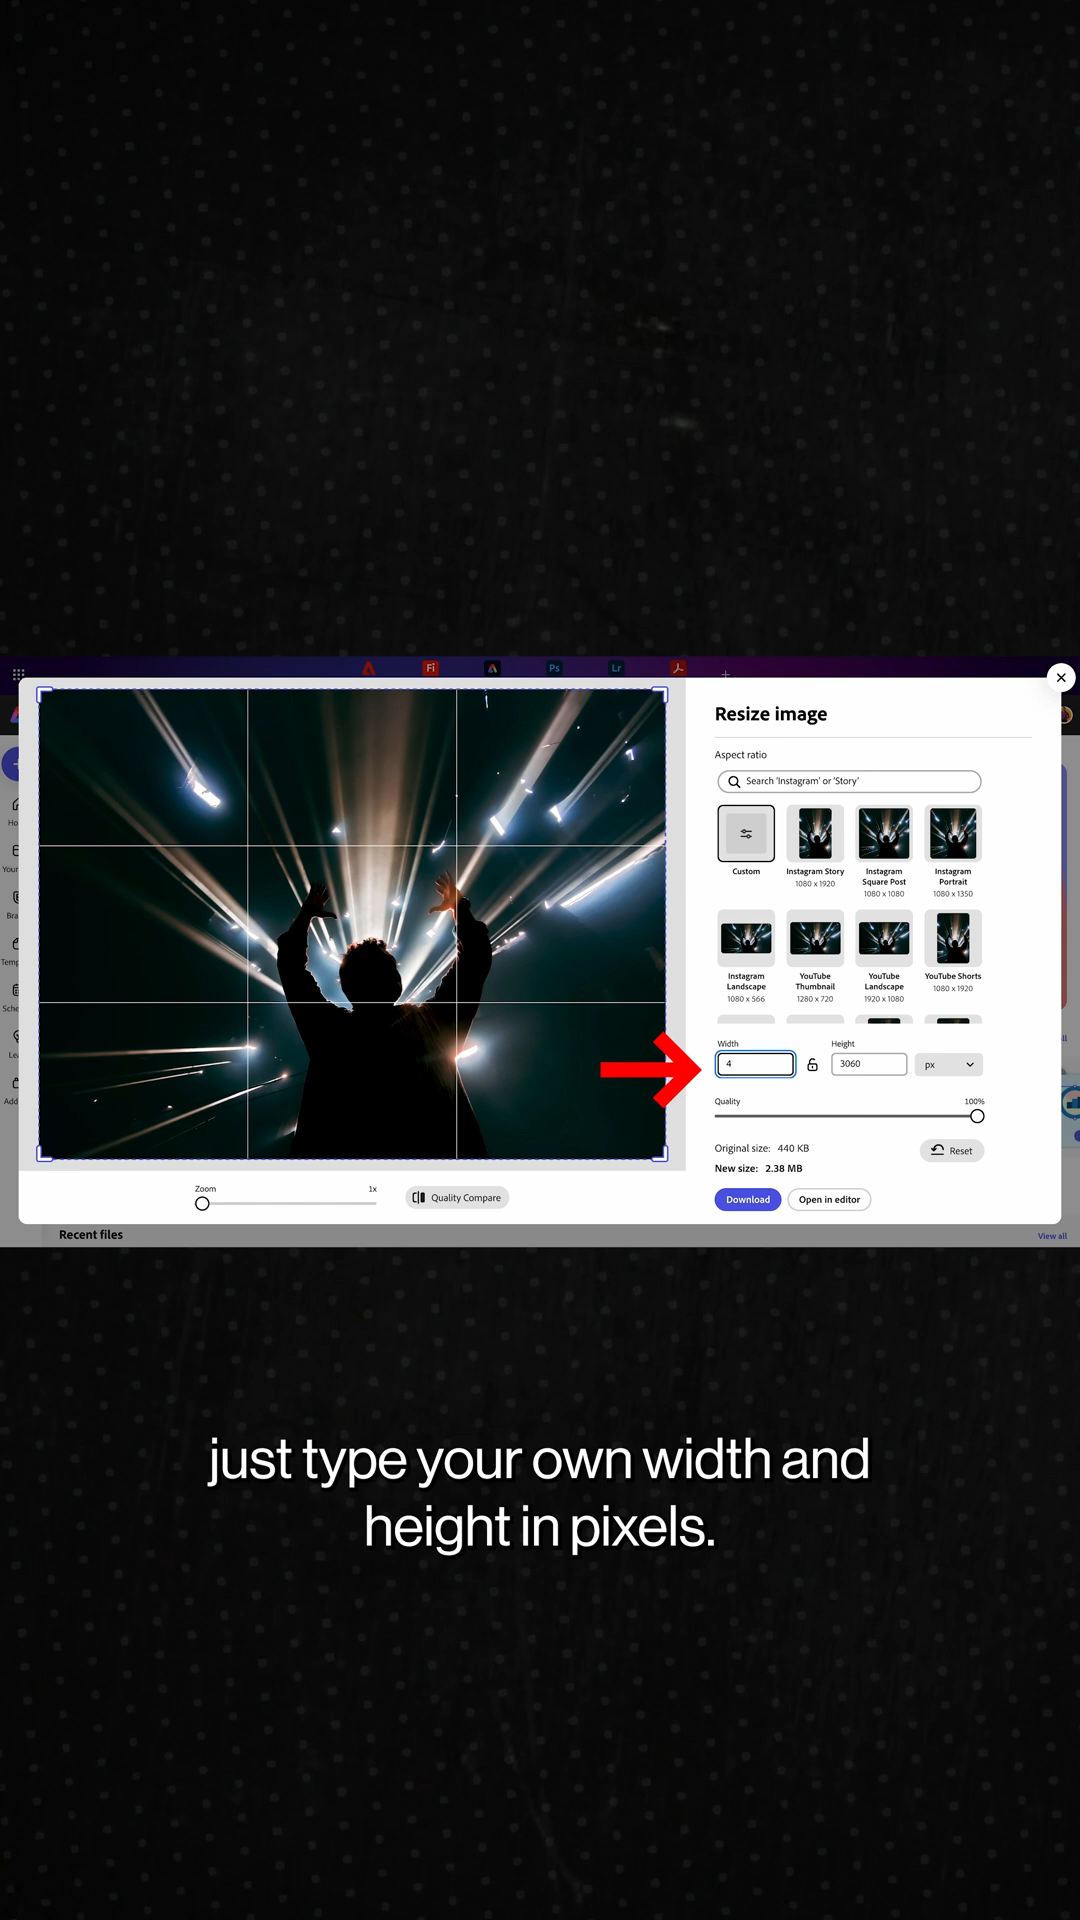 Fi
Ps
Lr
Resize image
Aspect ratio
Search 'Instagram' or 'Story'
Custom
Instagram Story
1080 x 1920
Instagram
Square Post
1080 x 1080
Instagram
Portrait
1080 x 1350
Instagram
Landscape
1080 x 566
YouTube
Thumbnail
1280 x 720
YouTube
Landscape
1920 x 1080
YouTube Shorts
1080 x 1920
Width
Height
4
3060
px
Quality
100%
Original size: 440 KB
Reset
New size: 2.38 MB
Download
Open in editor
Zoom
1x
Quality Compare
Recent files
View all
just type your own width and
height in pixels.